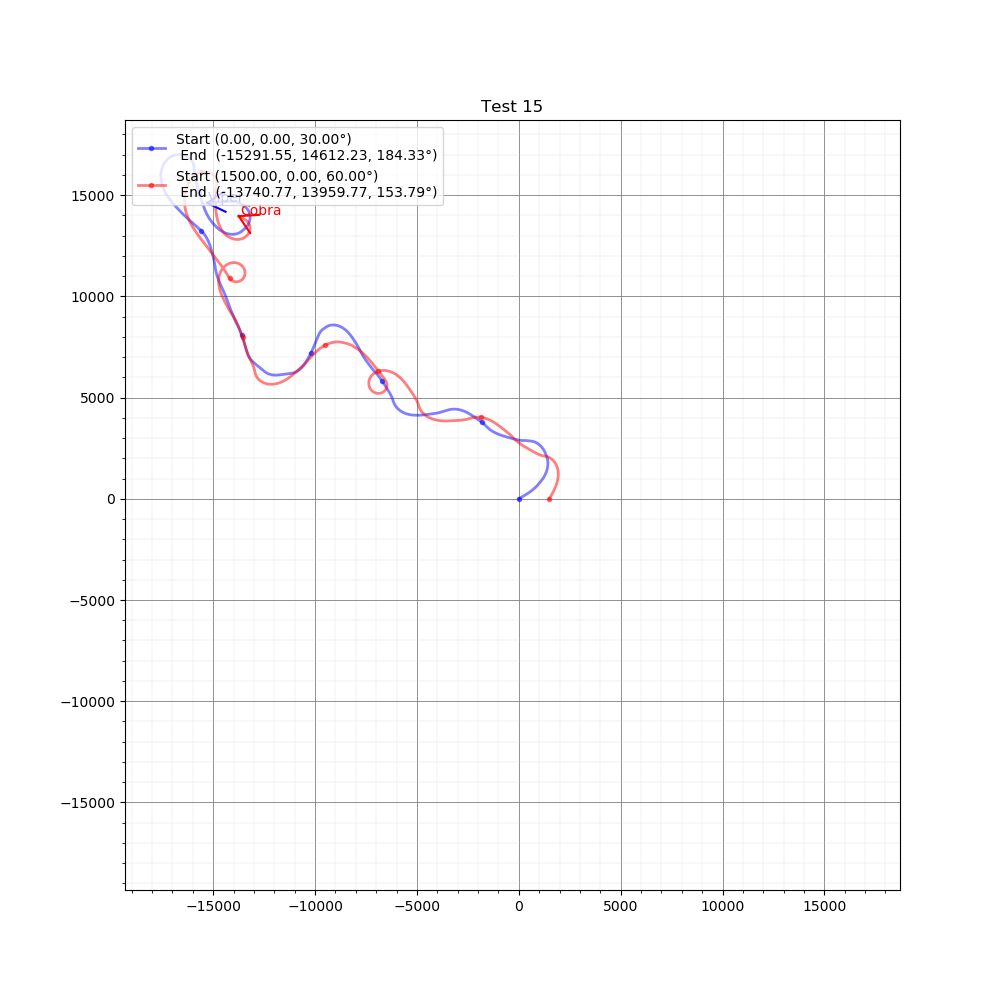 Test 15
Start (0.00, 0.00, 30.00°)
End (-15291.55, 14612.23, 184.33°)
Start (1500.00, 0.00, 60.00°)
End (-13740.77, 13959.77, 153.79°)
Cobra
15000
10000
5000
0
−5000
−10000
−15000
−15000 −10000 −5000 0 5000 10000 15000